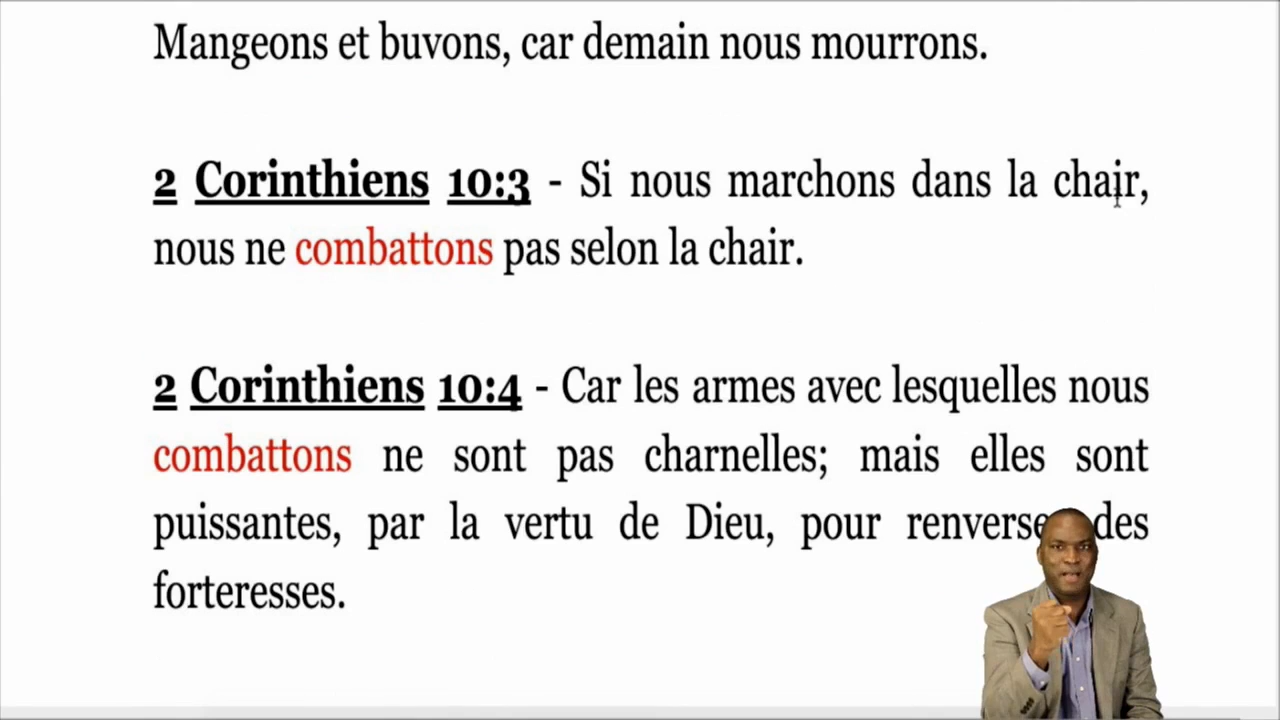 Mangeons et buvons, car demain nous mourrons.
2 Corinthiens 10:3 - Si nous marchons dans la chair,
nous ne combattons pas selon la chair.
2 Corinthiens 10:4 - Car les armes avec lesquelles nous
combattons ne sont pas charnelles; mais elles sont
puissantes, par la vertu de Dieu, pour renverser des
forteresses.